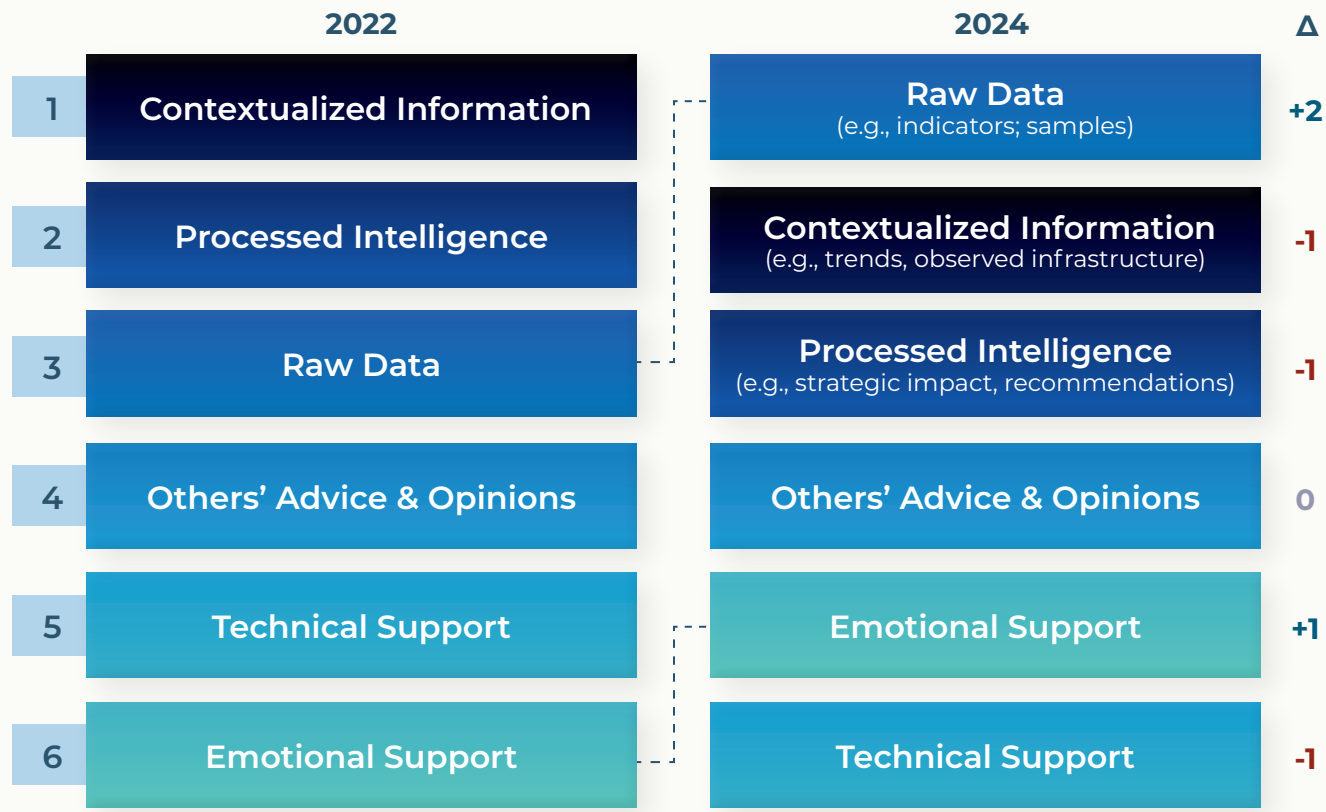 2022
2024
Δ
1
Contextualized Information
Raw Data
(e.g., indicators; samples)
+2
2
Processed Intelligence
Contextualized Information
(e.g., trends, observed infrastructure)
-1
3
Raw Data
Processed Intelligence
(e.g., strategic impact, recommendations)
-1
4
Others’ Advice & Opinions
Others’ Advice & Opinions
0
5
Technical Support
Emotional Support
+1
6
Emotional Support
Technical Support
-1